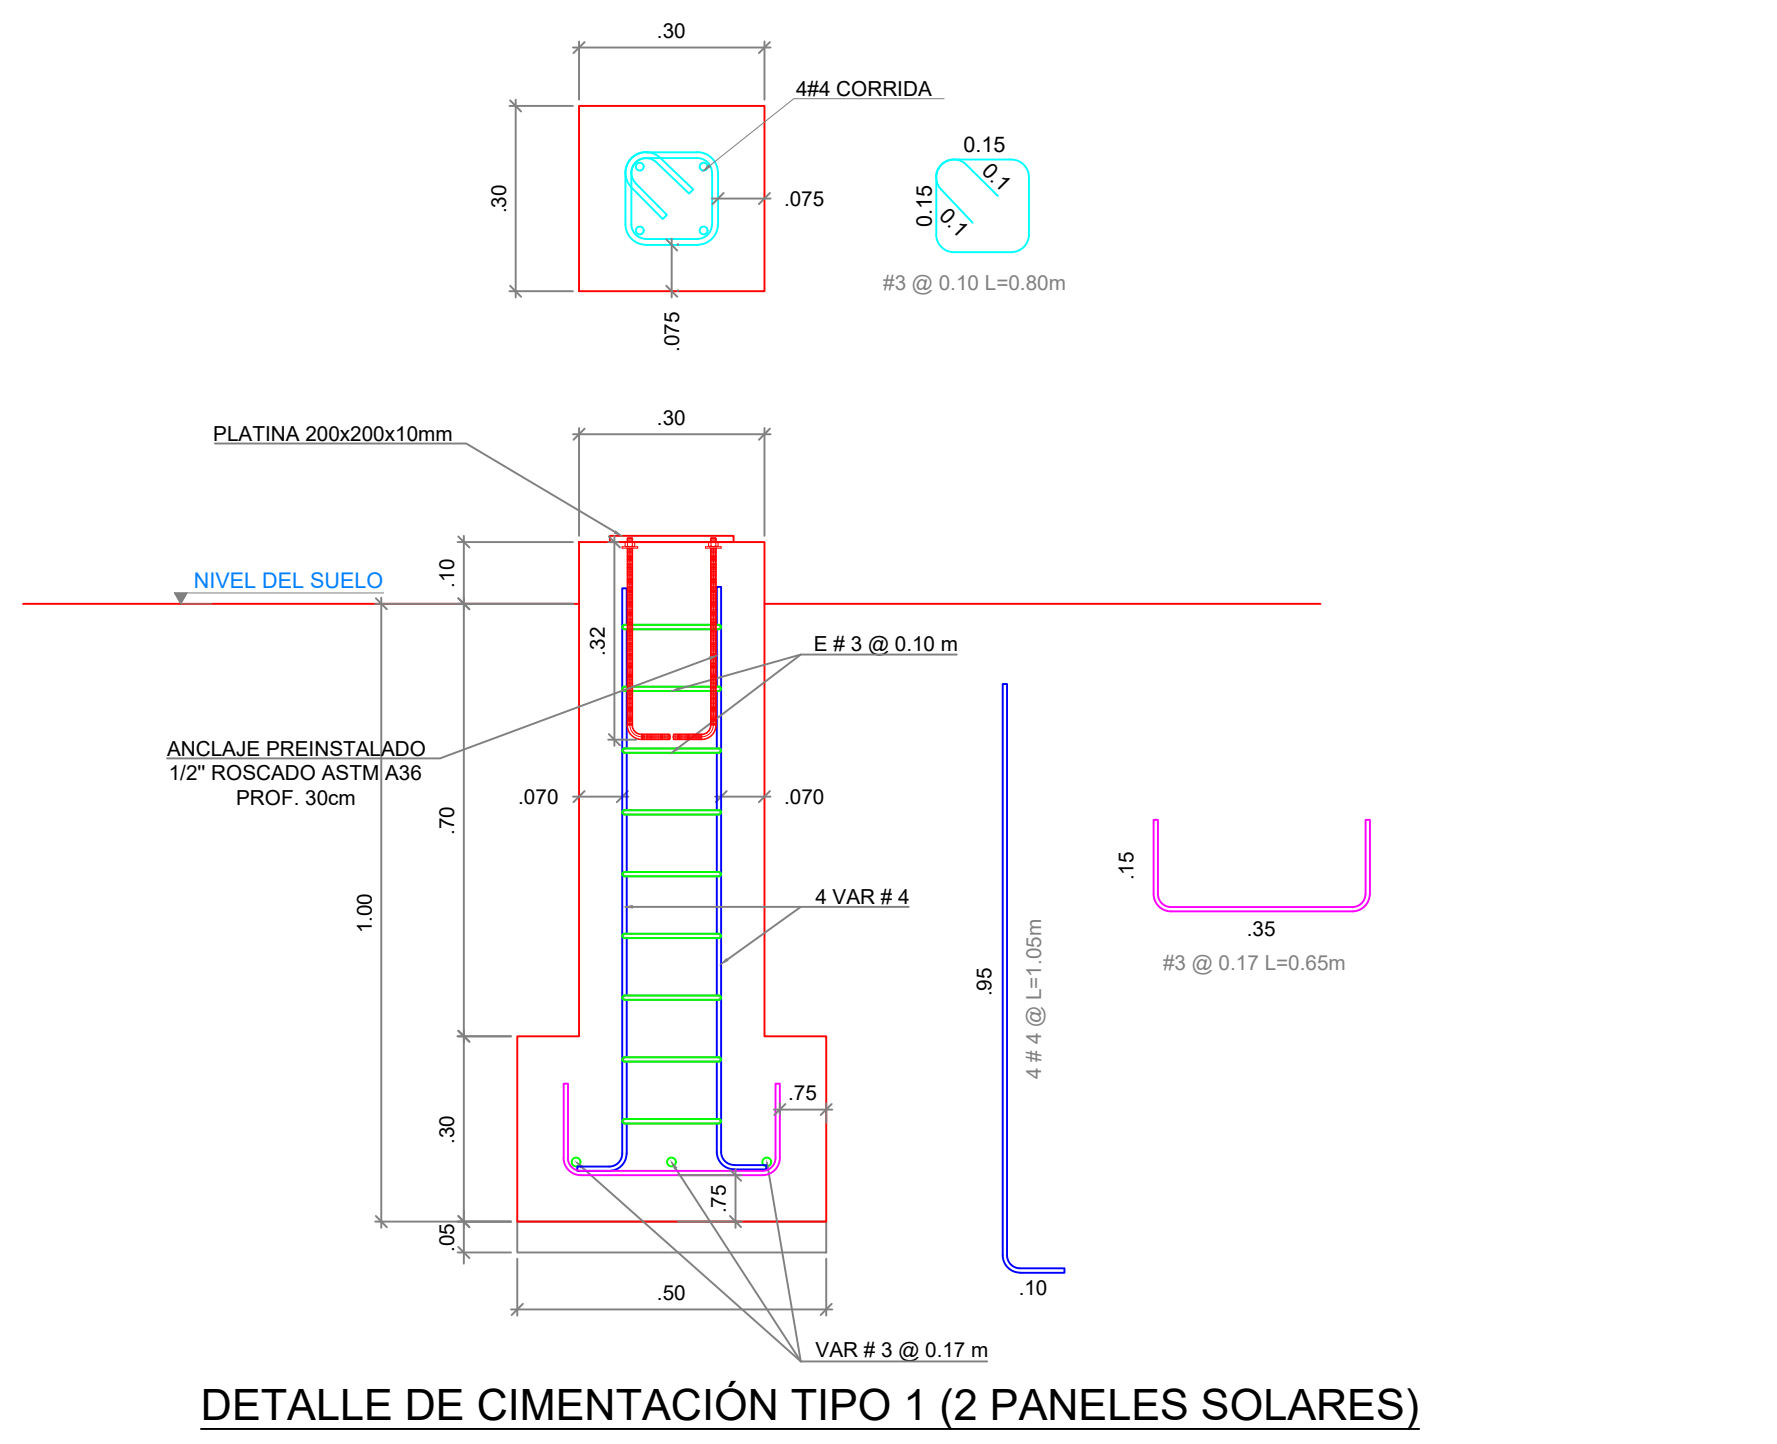 .30
4#4 CORRIDA
.30
.075
.075
0.15
0.15
0.1
0.1
#3 @ 0.10 L=0.80m
.30
PLATINA 200x200x10mm
.10
NIVEL DEL SUELO
.32
E # 3 @ 0.10 m
ANCLAJE PREINSTALADO
1/2" ROSCADO ASTM A36
PROF. 30cm
.070
.070
.70
1.00
4 VAR # 4
.95
4 # 4 @ L=1.05m
.10
.15
.35
#3 @ 0.17 L=0.65m
.75
.30
.75
.05
.50
VAR # 3 @ 0.17 m
DETALLE DE CIMENTACIÓN TIPO 1 (2 PANELES SOLARES)